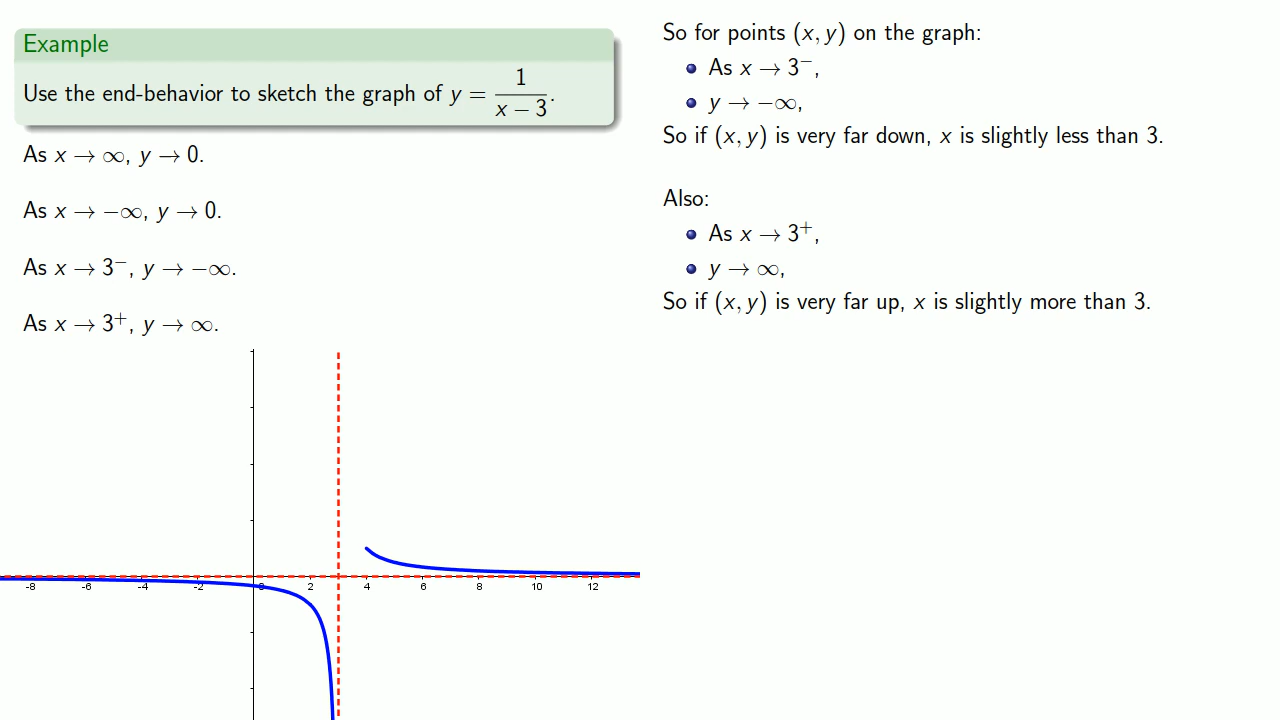 Example
Use the end-behavior to sketch the graph of y = 1/(x − 3).
As x → ∞, y → 0.
As x → −∞, y → 0.
As x → 3⁻, y → −∞.
As x → 3⁺, y → ∞.
-8 -6 -4 -2 0 2 4 6 8 10 12
So for points (x, y) on the graph:
As x → 3⁻,
y → −∞,
So if (x, y) is very far down, x is slightly less than 3.
Also:
As x → 3⁺,
y → ∞,
So if (x, y) is very far up, x is slightly more than 3.